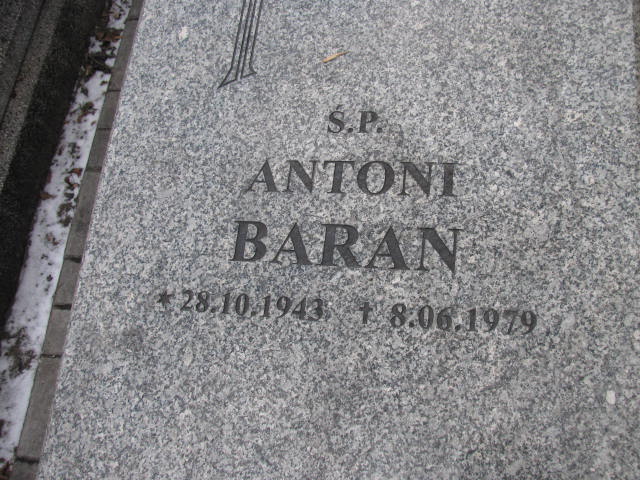 Ś.P.
ANTONI
BARAN
* 28.10.1943 † 8.06.1979